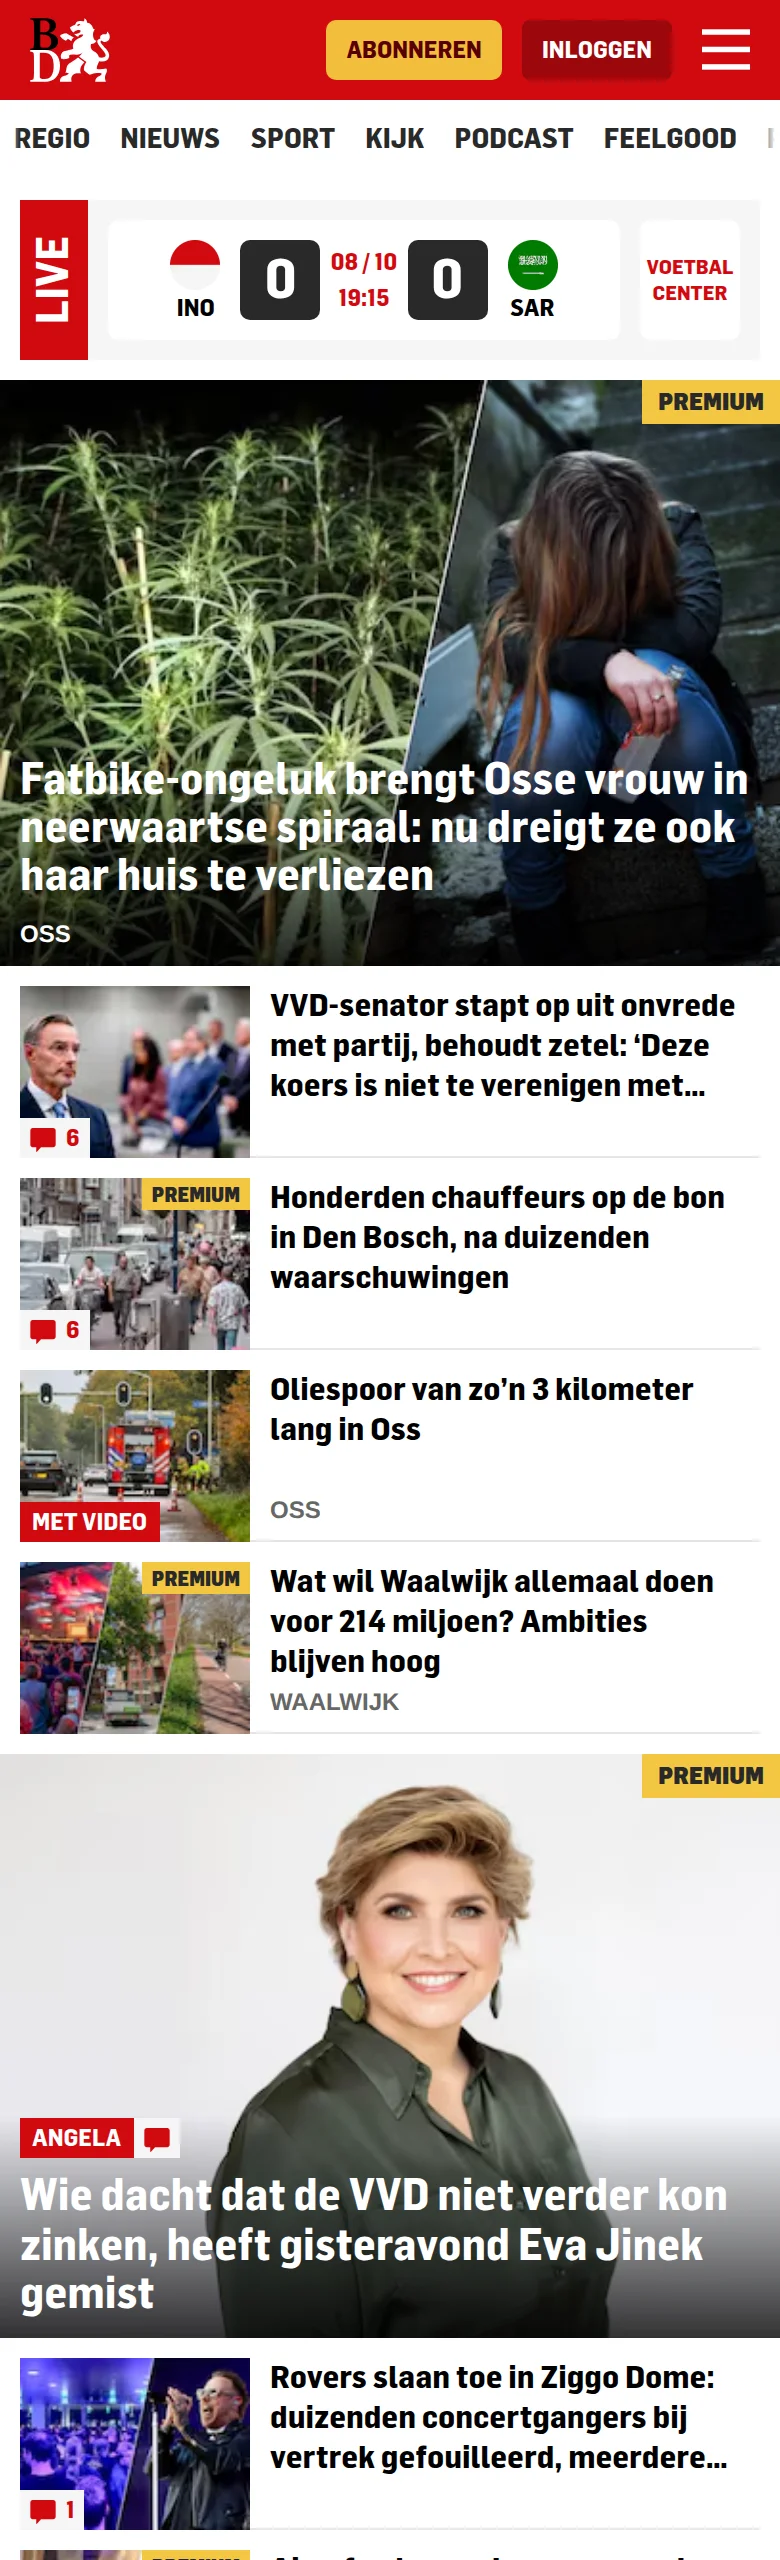 B
D
ABONNEREN
INLOGGEN
REGIO NIEUWS SPORT KIJK PODCAST FEELGOOD
LIVE
INO
0
08 / 10
19:15
0
SAR
VOETBAL
CENTER
PREMIUM
Fatbike-ongeluk brengt Osse vrouw in
neerwaartse spiraal: nu dreigt ze ook
haar huis te verliezen
OSS
VVD-senator stapt op uit onvrede
met partij, behoudt zetel: ‘Deze
koers is niet te verenigen met...
6
PREMIUM
Honderden chauffeurs op de bon
in Den Bosch, na duizenden
waarschuwingen
6
Oliespoor van zo’n 3 kilometer
lang in Oss
OSS
MET VIDEO
PREMIUM
Wat wil Waalwijk allemaal doen
voor 214 miljoen? Ambities
blijven hoog
WAALWIJK
PREMIUM
ANGELA
Wie dacht dat de VVD niet verder kon
zinken, heeft gisteravond Eva Jinek
gemist
Rovers slaan toe in Ziggo Dome:
duizenden concertgangers bij
vertrek gefouilleerd, meerdere...
1